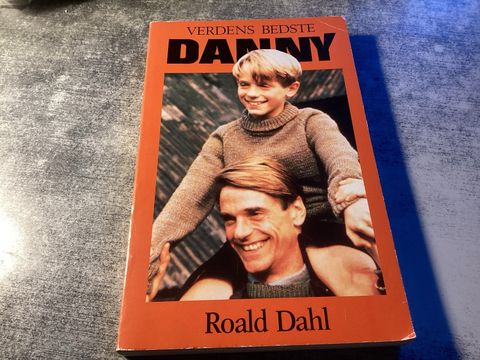 VERDENS BEDSTE
DANNY
Roald Dahl